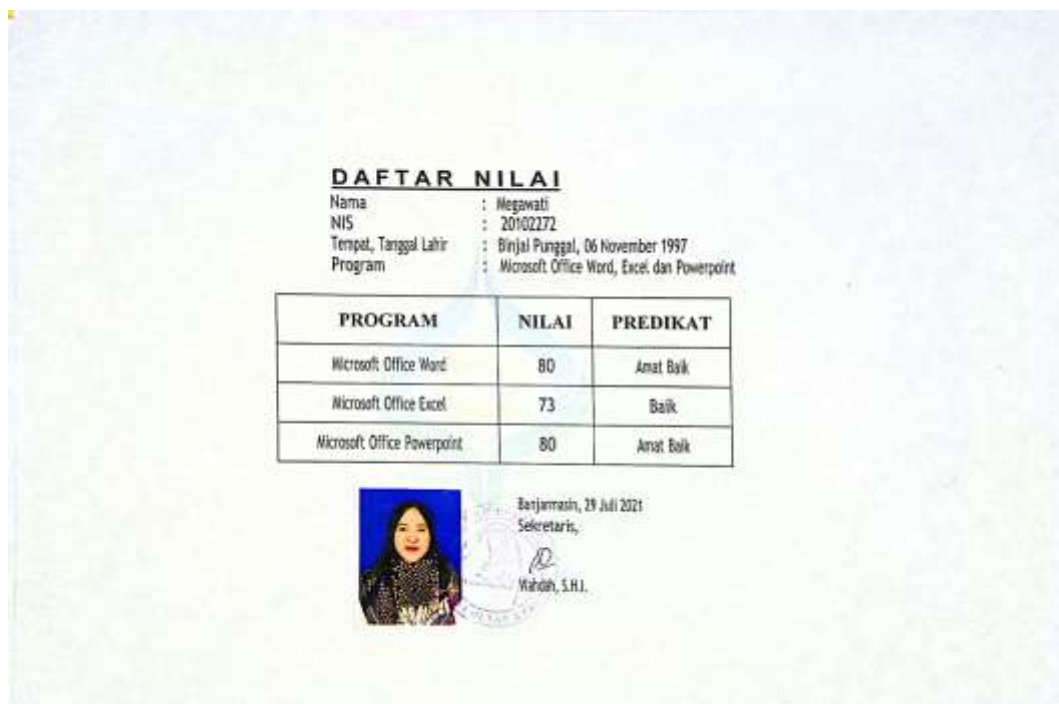 DAFTAR NILAI
Nama : Megawati
NIS : 20102272
Tempat, Tanggal Lahir : Binjai Punggal, 06 November 1997
Program : Microsoft Office Word, Excel dan Powerpoint
PROGRAM NILAI PREDIKAT
Microsoft Office Word 80 Amat Baik
Microsoft Office Excel 73 Baik
Microsoft Office Powerpoint 80 Amat Baik
Banjarmasin, 29 Juli 2021
Sekretaris,
Wahdah, S.H.I.